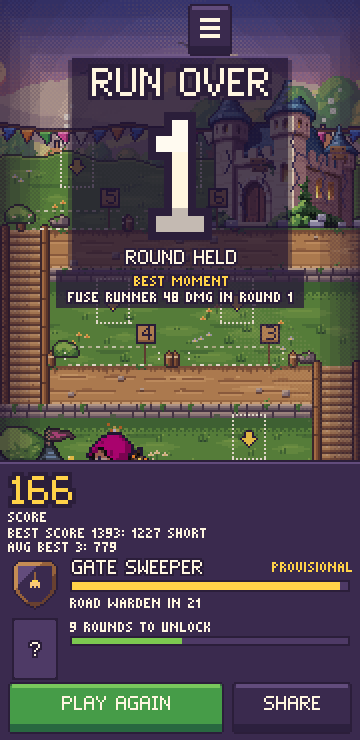 RUN OVER
5
6
1
ROUND HELD
BEST MOMENT
FUSE RUNNER 48 DMG IN ROUND 1
4
3
166
SCORE
BEST SCORE 1393: 1227 SHORT
AVG BEST 3: 779
GATE SWEEPER
PROVISIONAL
ROAD WARDEN IN 21
?
9 ROUNDS TO UNLOCK
PLAY AGAIN
SHARE